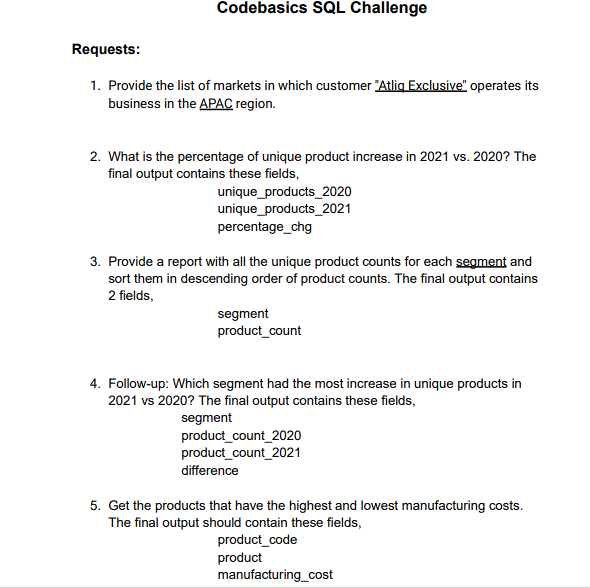 Codebasics SQL Challenge
Requests:
1. Provide the list of markets in which customer "Atliq Exclusive" operates its
business in the APAC region.
2. What is the percentage of unique product increase in 2021 vs. 2020? The
final output contains these fields,
unique_products_2020
unique_products_2021
percentage_chg
3. Provide a report with all the unique product counts for each segment and
sort them in descending order of product counts. The final output contains
2 fields,
segment
product_count
4. Follow-up: Which segment had the most increase in unique products in
2021 vs 2020? The final output contains these fields,
segment
product_count_2020
product_count_2021
difference
5. Get the products that have the highest and lowest manufacturing costs.
The final output should contain these fields,
product_code
product
manufacturing_cost